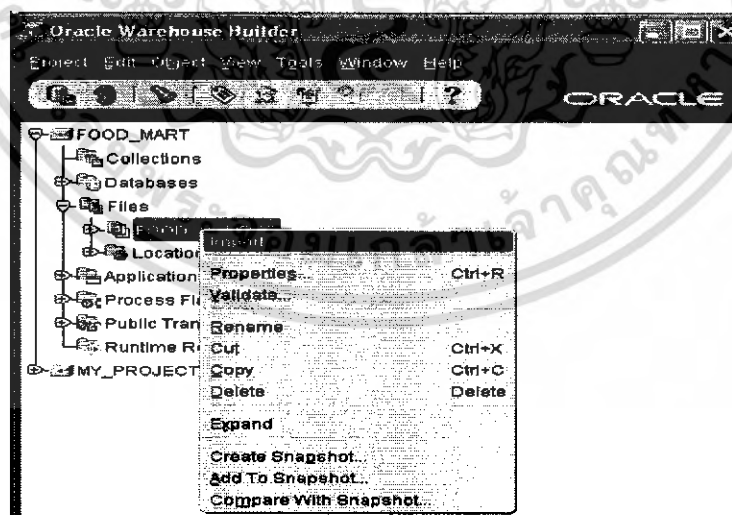 Oracle Warehouse Builder
Project Edit Object View Tools Window Help
ORACLE
FOOD_MART
Collections
Databases
Files
Location
Application
Process Fl
Public Tran
Runtime R
MY_PROJECT
Import
Properties... Ctrl+R
Validate...
Rename
Cut Ctrl+X
Copy Ctrl+C
Delete Delete
Expand
Create Snapshot...
Add To Snapshot...
Compare With Snapshot...